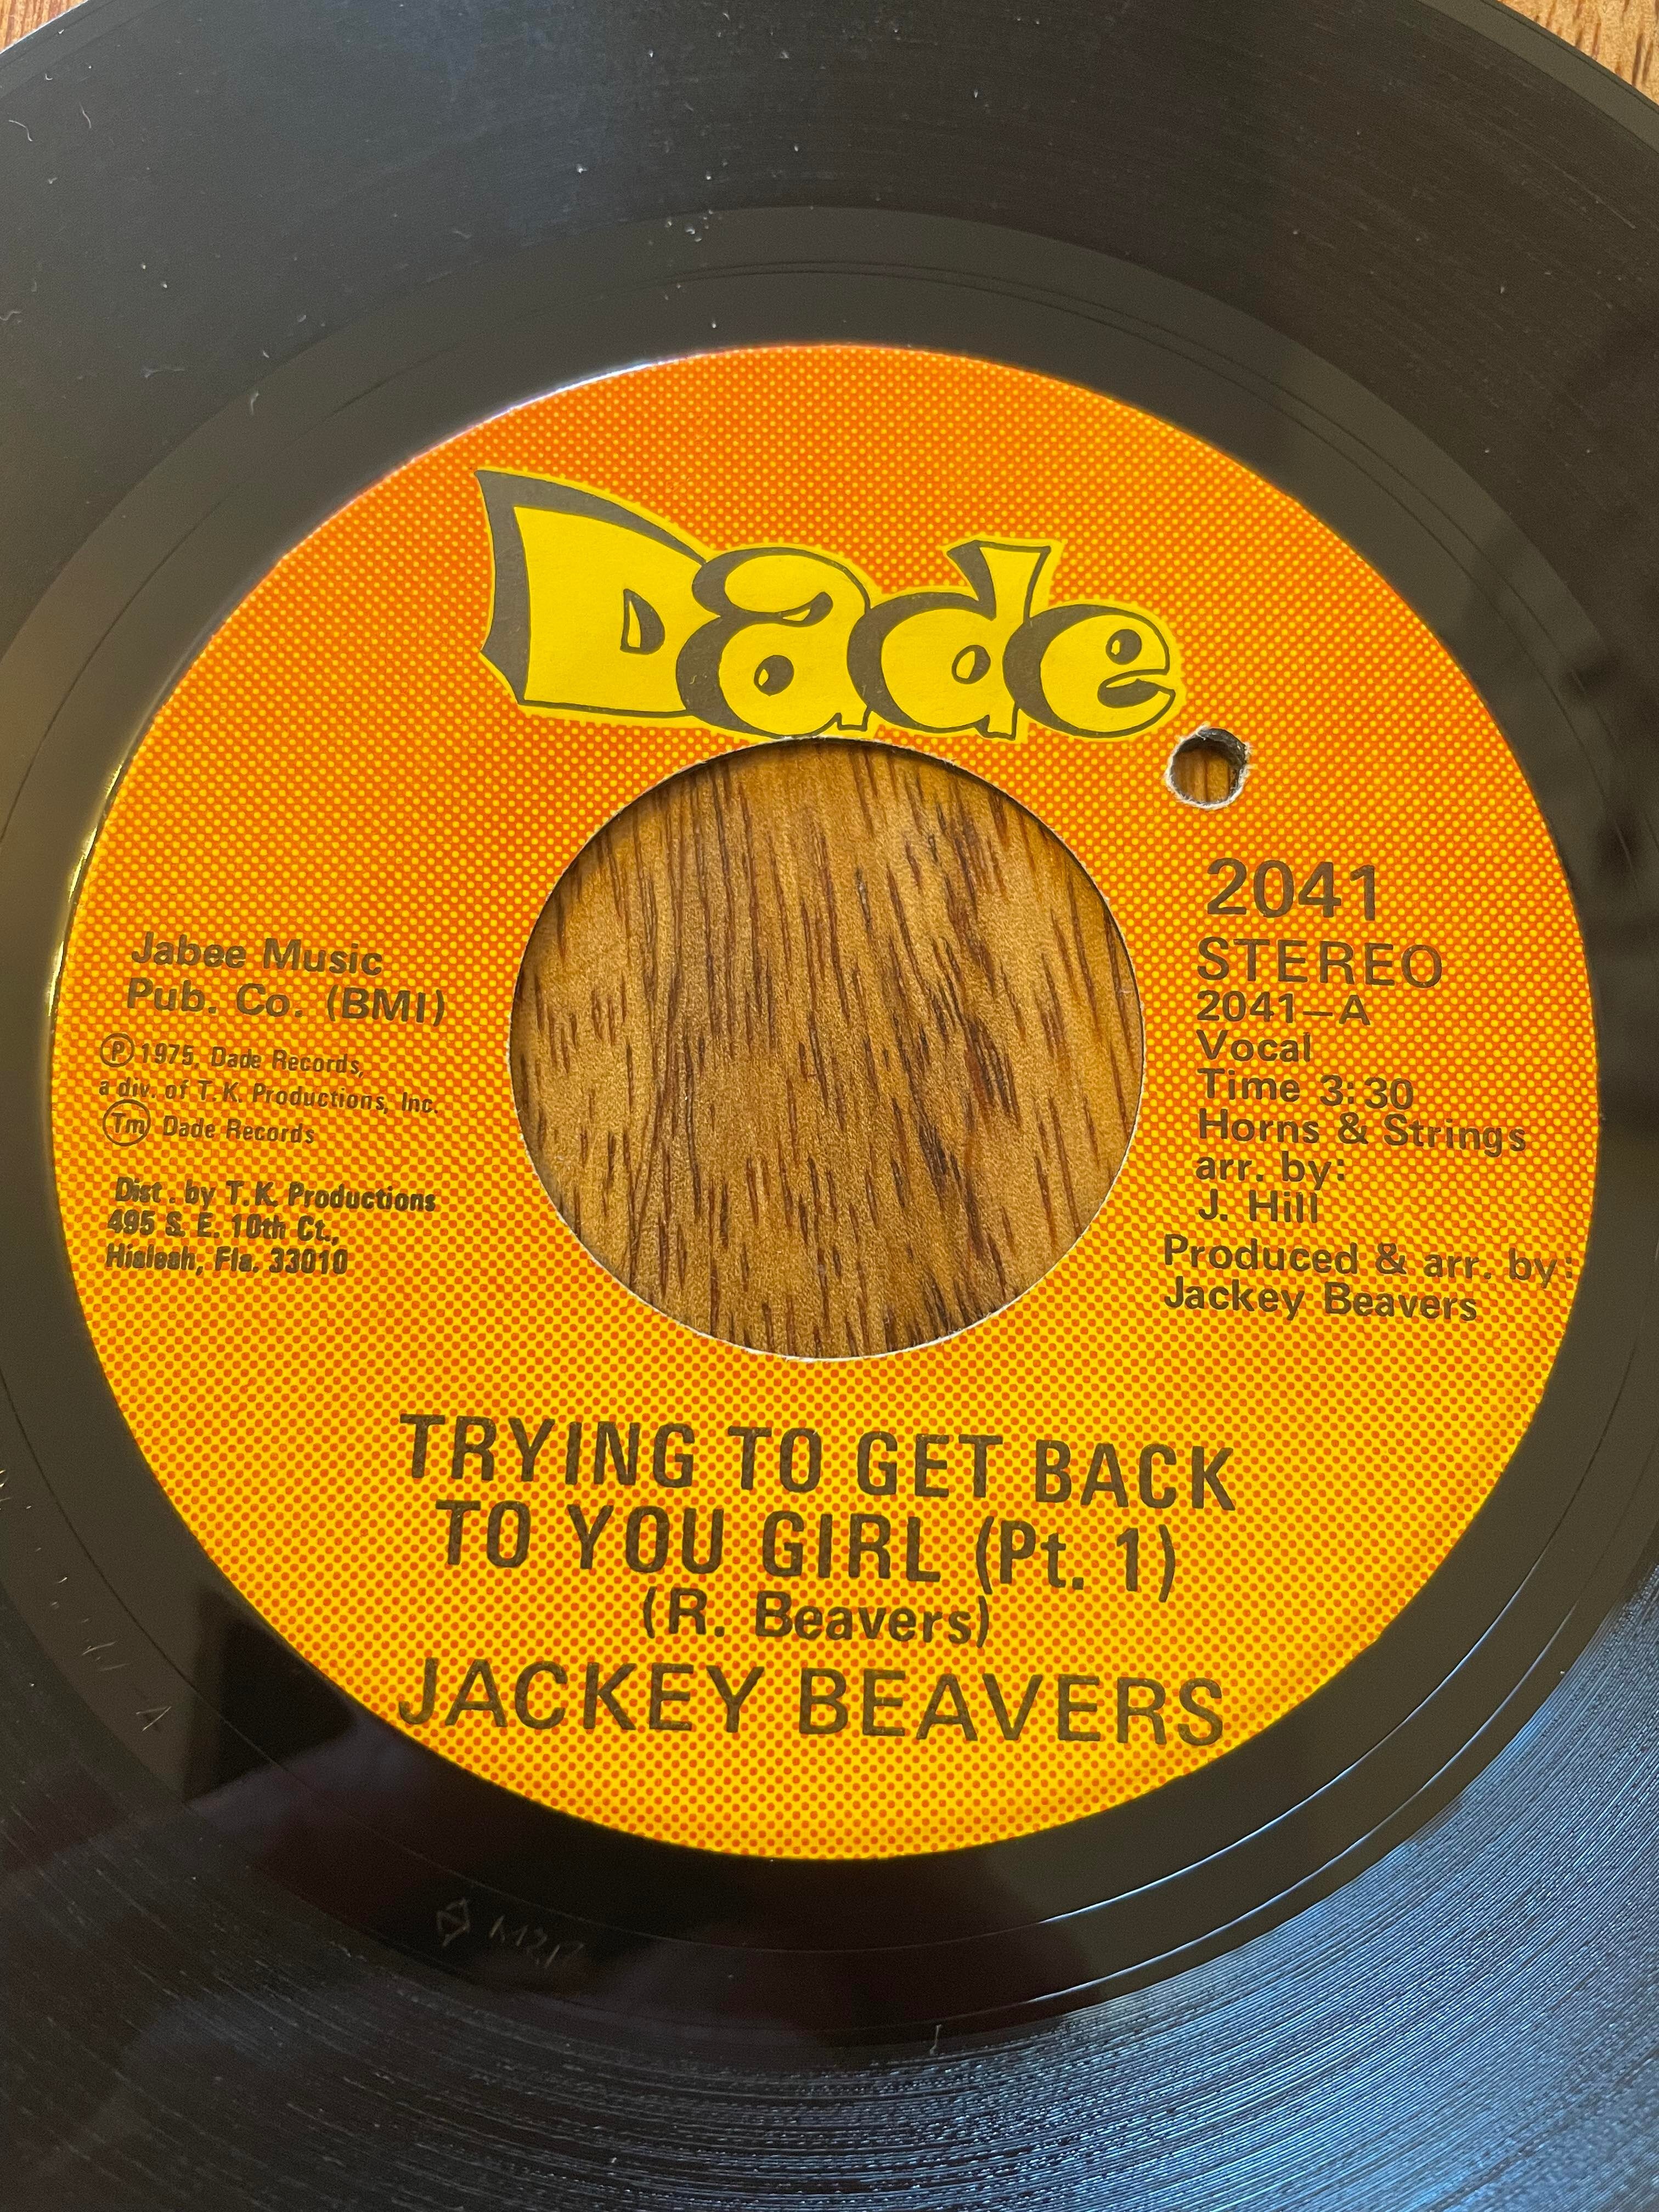 Dade
2041
STEREO
2041—A
Vocal
Time 3:30
Horns & Strings
arr. by:
J. Hill
Produced & arr. by:
Jackey Beavers
Jabee Music
Pub. Co. (BMI)
Ⓟ 1975, Dade Records,
a div. of T.K. Productions, Inc.
Tm Dade Records
Dist. by T.K. Productions
495 S. E. 10th Ct.,
Hialeah, Fla. 33010
TRYING TO GET BACK
TO YOU GIRL (Pt. 1)
(R. Beavers)
JACKEY BEAVERS